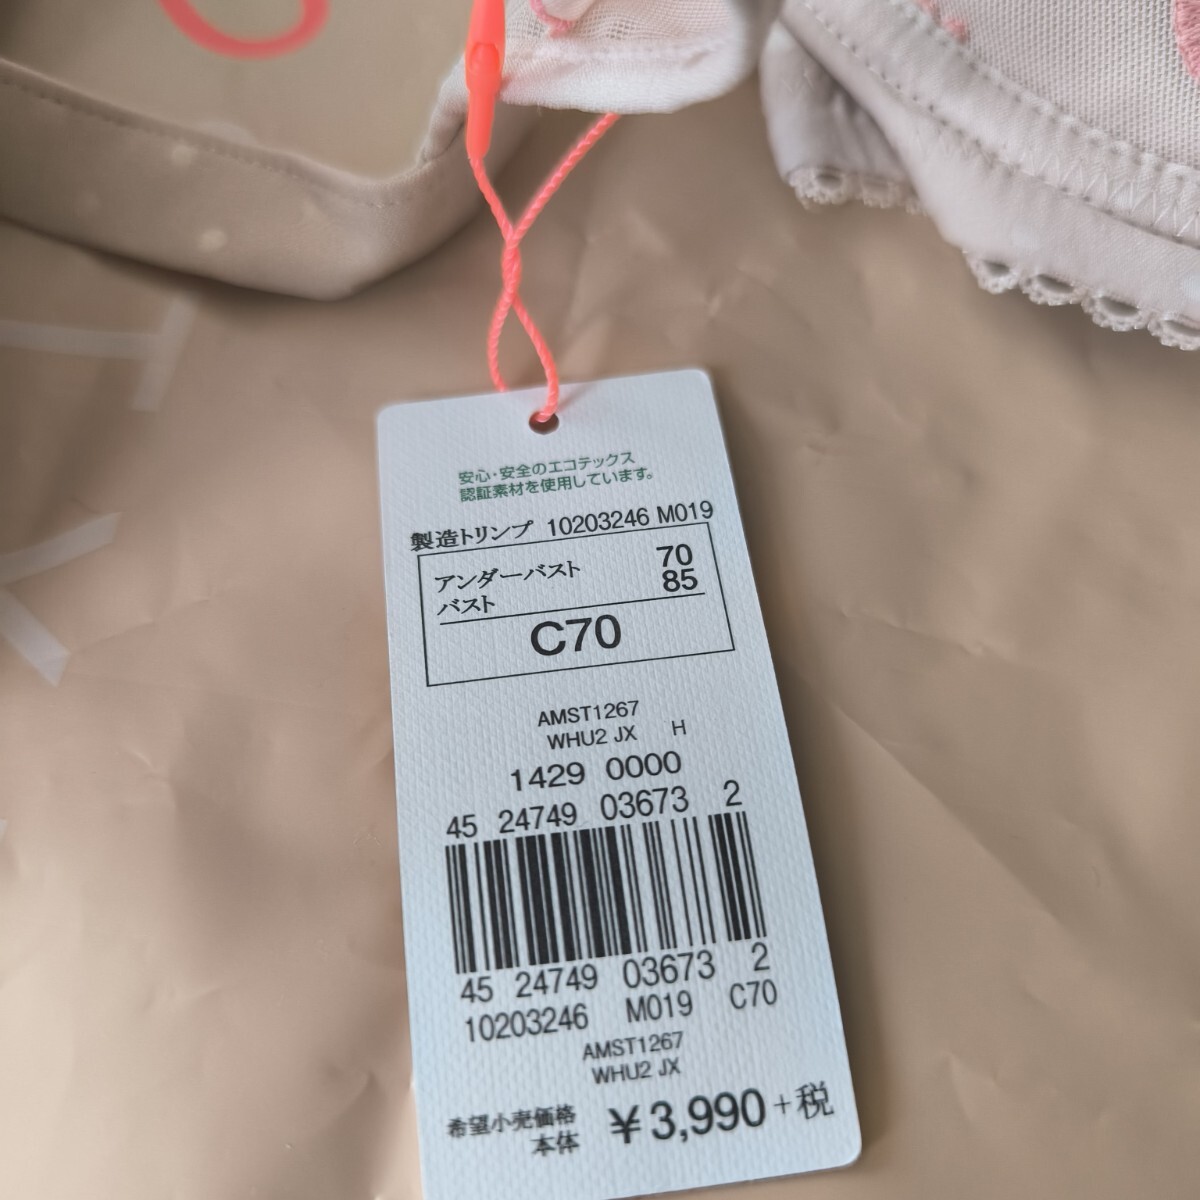 安心・安全のエコテックス
認証素材を使用しています。
製造トリンプ 10203246 M019
アンダーバスト 70
バスト 85
C70
AMST1267
WHU2 JX H
1429 0000
45 24749 03673 2
45 24749 03673 2
10203246 M019 C70
AMST1267
WHU2 JX
希望小売価格
本体 ¥3,990+税